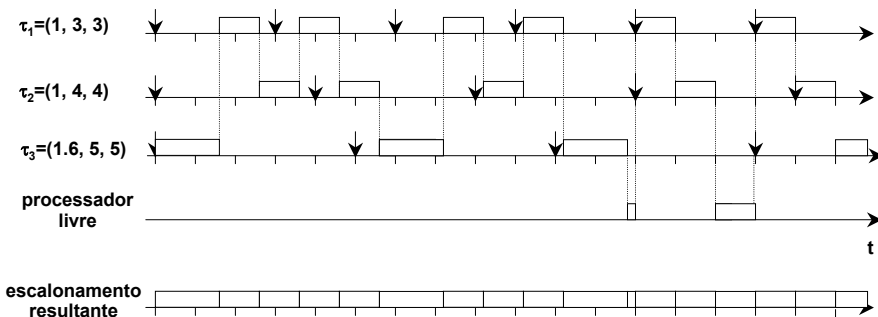 τ1=(1, 3, 3)
τ2=(1, 4, 4)
τ3=(1.6, 5, 5)
processador
livre
t
escalonamento
resultante